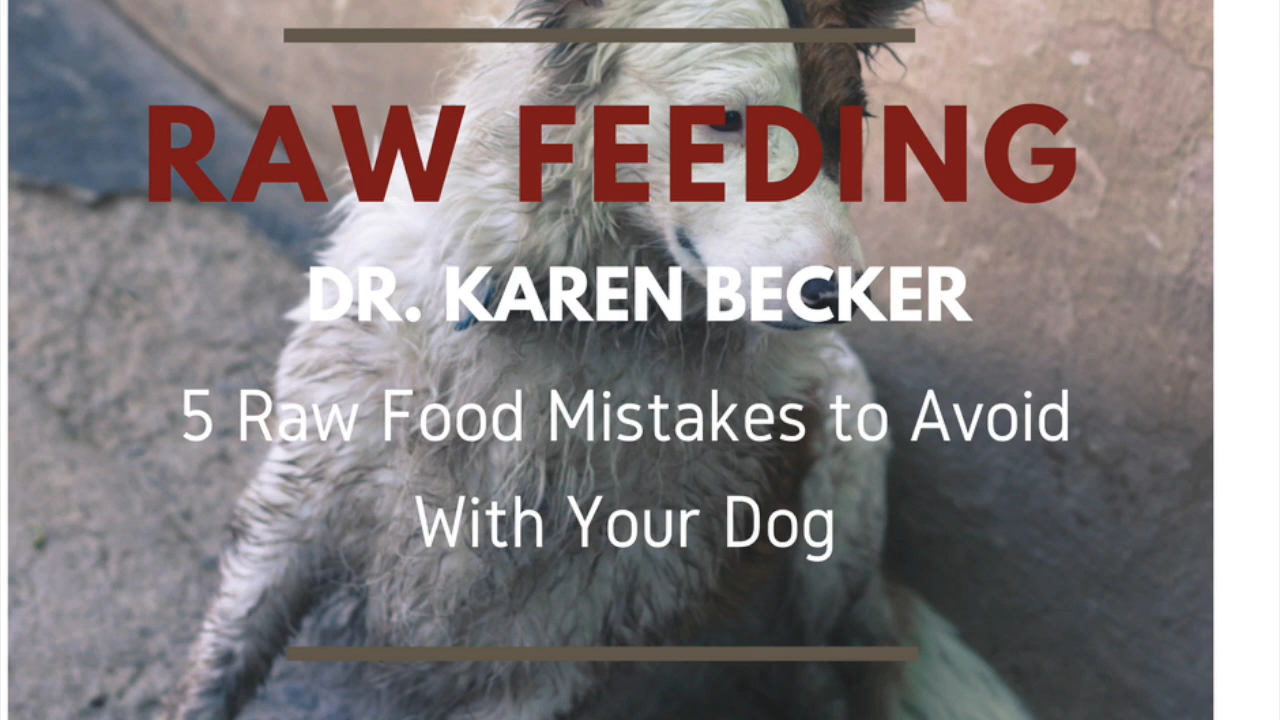 RAW FEEDING
DR. KAREN BECKER
5 Raw Food Mistakes to Avoid
With Your Dog